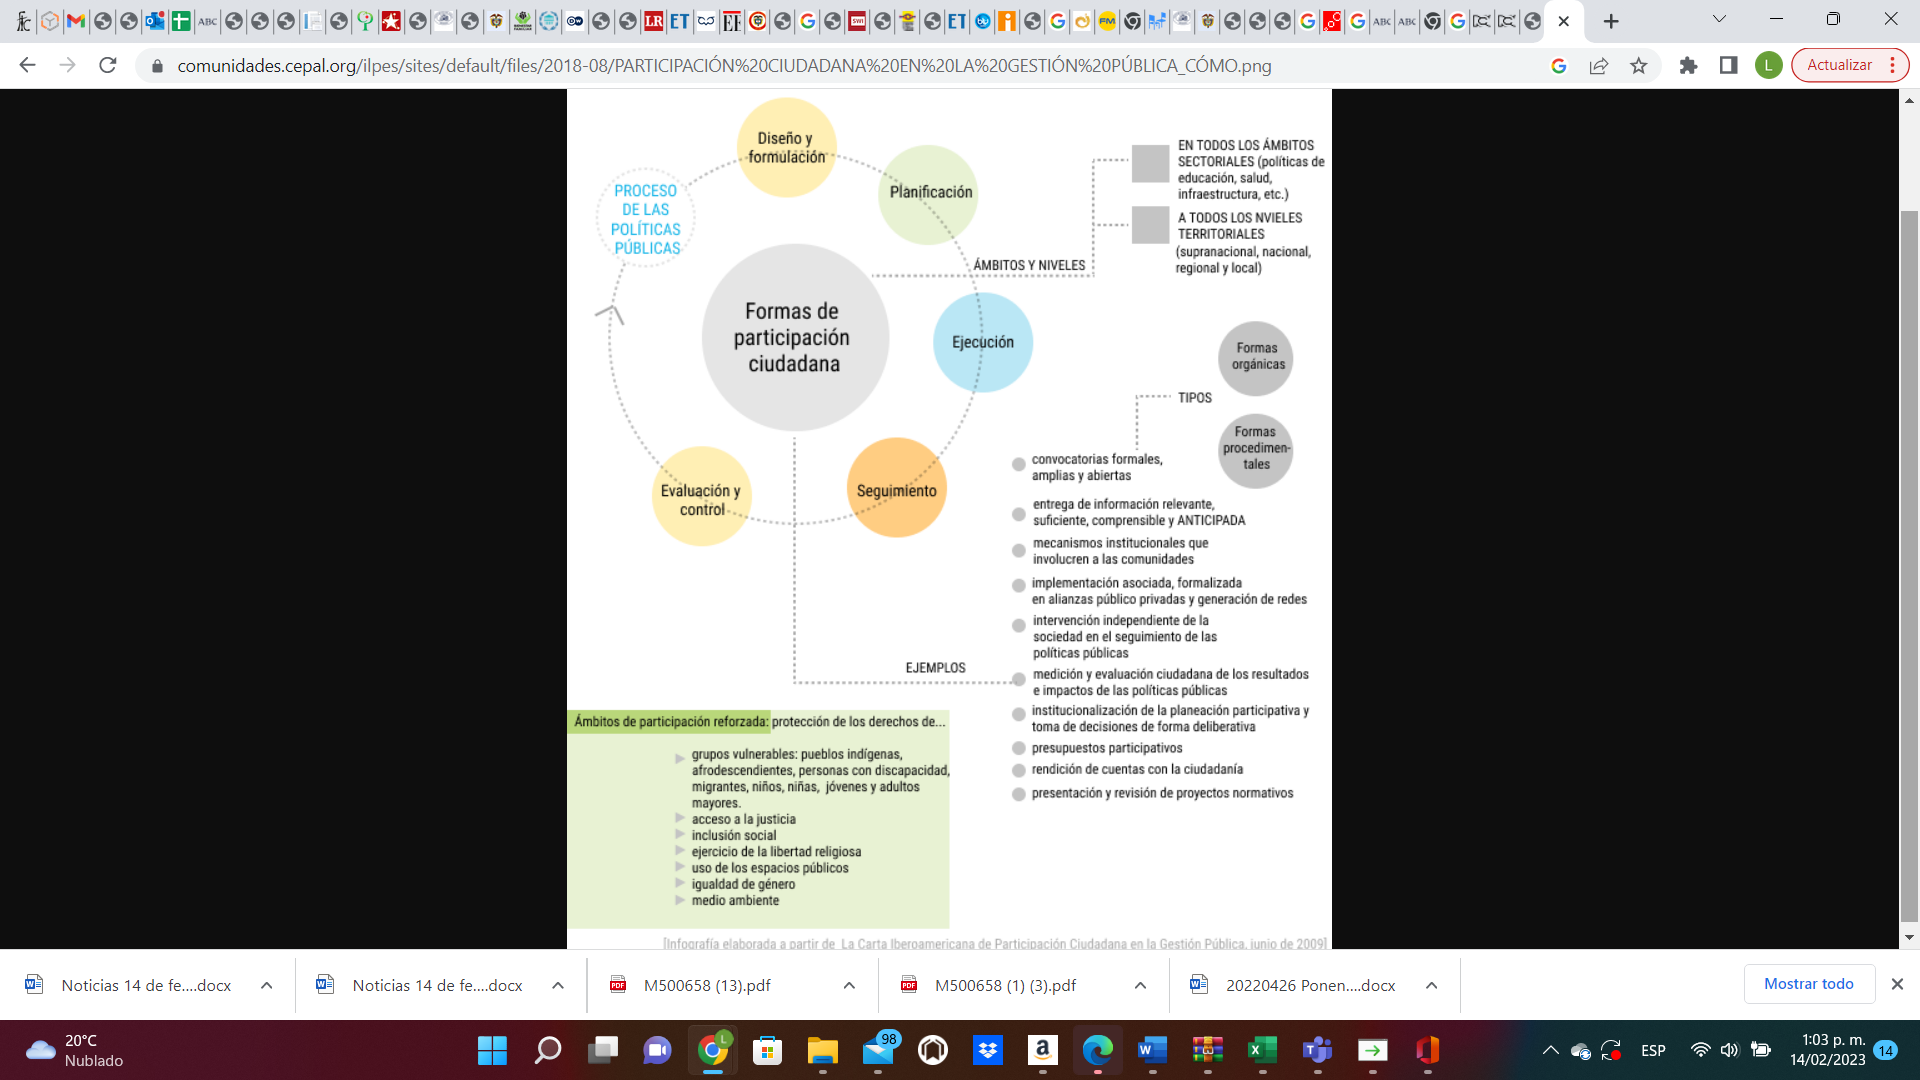 Actualizar
comunidades.cepal.org/ilpes/sites/default/files/2018-08/PARTICIPACIÓN%20CIUDADANA%20EN%20LA%20GESTIÓN%20PÚBLICA_CÓMO.png
L
PROCESO
DE LAS
POLÍTICAS
PÚBLICAS
Diseño y
formulación
Planificación
Ejecución
Seguimiento
Evaluación y
control
Formas de
participación
ciudadana
ÁMBITOS Y NIVELES
EN TODOS LOS ÁMBITOS
SECTORIALES (políticas de
educación, salud,
infraestructura, etc.)
A TODOS LOS NVIELES
TERRITORIALES
(supranacional, nacional,
regional y local)
TIPOS
Formas
orgánicas
Formas
procedimen-
tales
EJEMPLOS
convocatorias formales,
amplias y abiertas
entrega de información relevante,
suficiente, comprensible y ANTICIPADA
mecanismos institucionales que
involucren a las comunidades
implementación asociada, formalizada
en alianzas público privadas y generación de redes
intervención independiente de la
sociedad en el seguimiento de las
políticas públicas
medición y evaluación ciudadana de los resultados
e impactos de las políticas públicas
institucionalización de la planeación participativa y
toma de decisiones de forma deliberativa
presupuestos participativos
rendición de cuentas con la ciudadanía
presentación y revisión de proyectos normativos
Ámbitos de participación reforzada: protección de los derechos de...
grupos vulnerables: pueblos indígenas,
afrodescendientes, personas con discapacidad,
migrantes, niños, niñas, jóvenes y adultos
mayores.
acceso a la justicia
inclusión social
ejercicio de la libertad religiosa
uso de los espacios públicos
igualdad de género
medio ambiente
[Infografía elaborada a partir de La Carta Iberoamericana de Participación Ciudadana en la Gestión Pública, junio de 2009]
Noticias 14 de fe....docx
Noticias 14 de fe....docx
M500658 (13).pdf
M500658 (1) (3).pdf
20220426 Ponen....docx
Mostrar todo
20°C
Nublado
98
ESP
1:03 p. m.
14/02/2023
14